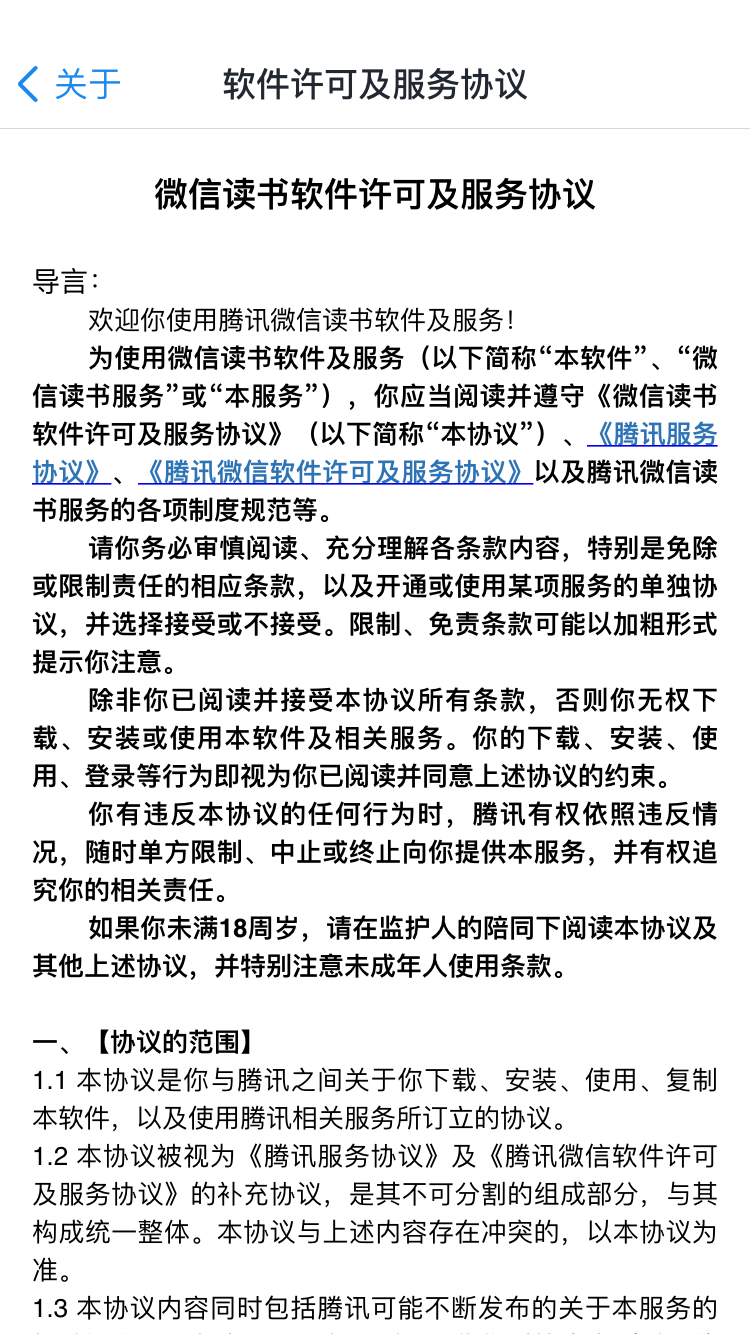 关于
软件许可及服务协议
微信读书软件许可及服务协议
导言：
欢迎你使用腾讯微信读书软件及服务！
为使用微信读书软件及服务（以下简称“本软件”、“微
信读书服务”或“本服务”），你应当阅读并遵守《微信读书
软件许可及服务协议》（以下简称“本协议”）、《腾讯服务
协议》、《腾讯微信软件许可及服务协议》以及腾讯微信读
书服务的各项制度规范等。
请你务必审慎阅读、充分理解各条款内容，特别是免除
或限制责任的相应条款，以及开通或使用某项服务的单独协
议，并选择接受或不接受。限制、免责条款可能以加粗形式
提示你注意。
除非你已阅读并接受本协议所有条款，否则你无权下
载、安装或使用本软件及相关服务。你的下载、安装、使
用、登录等行为即视为你已阅读并同意上述协议的约束。
你有违反本协议的任何行为时，腾讯有权依照违反情
况，随时单方限制、中止或终止向你提供本服务，并有权追
究你的相关责任。
如果你未满18周岁，请在监护人的陪同下阅读本协议及
其他上述协议，并特别注意未成年人使用条款。
一、【协议的范围】
1.1 本协议是你与腾讯之间关于你下载、安装、使用、复制
本软件，以及使用腾讯相关服务所订立的协议。
1.2 本协议被视为《腾讯服务协议》及《腾讯微信软件许可
及服务协议》的补充协议，是其不可分割的组成部分，与其
构成统一整体。本协议与上述内容存在冲突的，以本协议为
准。
1.3 本协议内容同时包括腾讯可能不断发布的关于本服务的